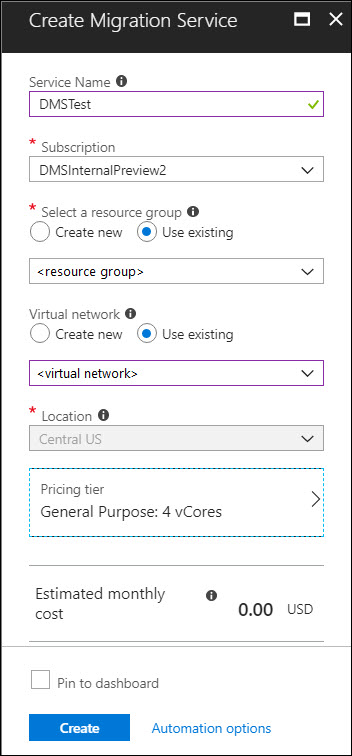 Create Migration Service
Service Name
DMSTest
* Subscription
DMSInternalPreview2
* Select a resource group
Create new Use existing
<resource group>
Virtual network
Create new Use existing
<virtual network>
* Location
Central US
Pricing tier
General Purpose: 4 vCores
Estimated monthly
cost 0.00 USD
Pin to dashboard
Create Automation options